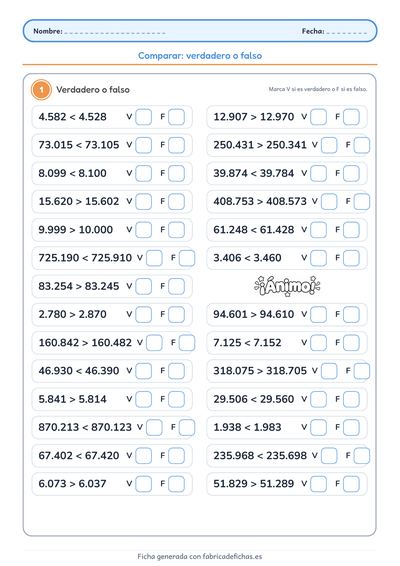 Nombre: Fecha:
Comparar: verdadero o falso
1 Verdadero o falso
Marca V si es verdadero o F si es falso.
4.582 < 4.528 V F
73.015 < 73.105 V F
8.099 < 8.100 V F
15.620 > 15.602 V F
9.999 > 10.000 V F
725.190 < 725.910 V F
83.254 > 83.245 V F
2.780 > 2.870 V F
160.842 > 160.482 V F
46.930 < 46.390 V F
5.841 > 5.814 V F
870.213 < 870.123 V F
67.402 < 67.420 V F
6.073 > 6.037 V F
12.907 > 12.970 V F
250.431 > 250.341 V F
39.874 < 39.784 V F
408.753 > 408.573 V F
61.248 < 61.428 V F
3.406 < 3.460 V F
¡Ánimo!
94.601 > 94.610 V F
7.125 < 7.152 V F
318.075 > 318.705 V F
29.506 < 29.560 V F
1.938 < 1.983 V F
235.968 < 235.698 V F
51.829 > 51.289 V F
Ficha generada con fabricadefichas.es